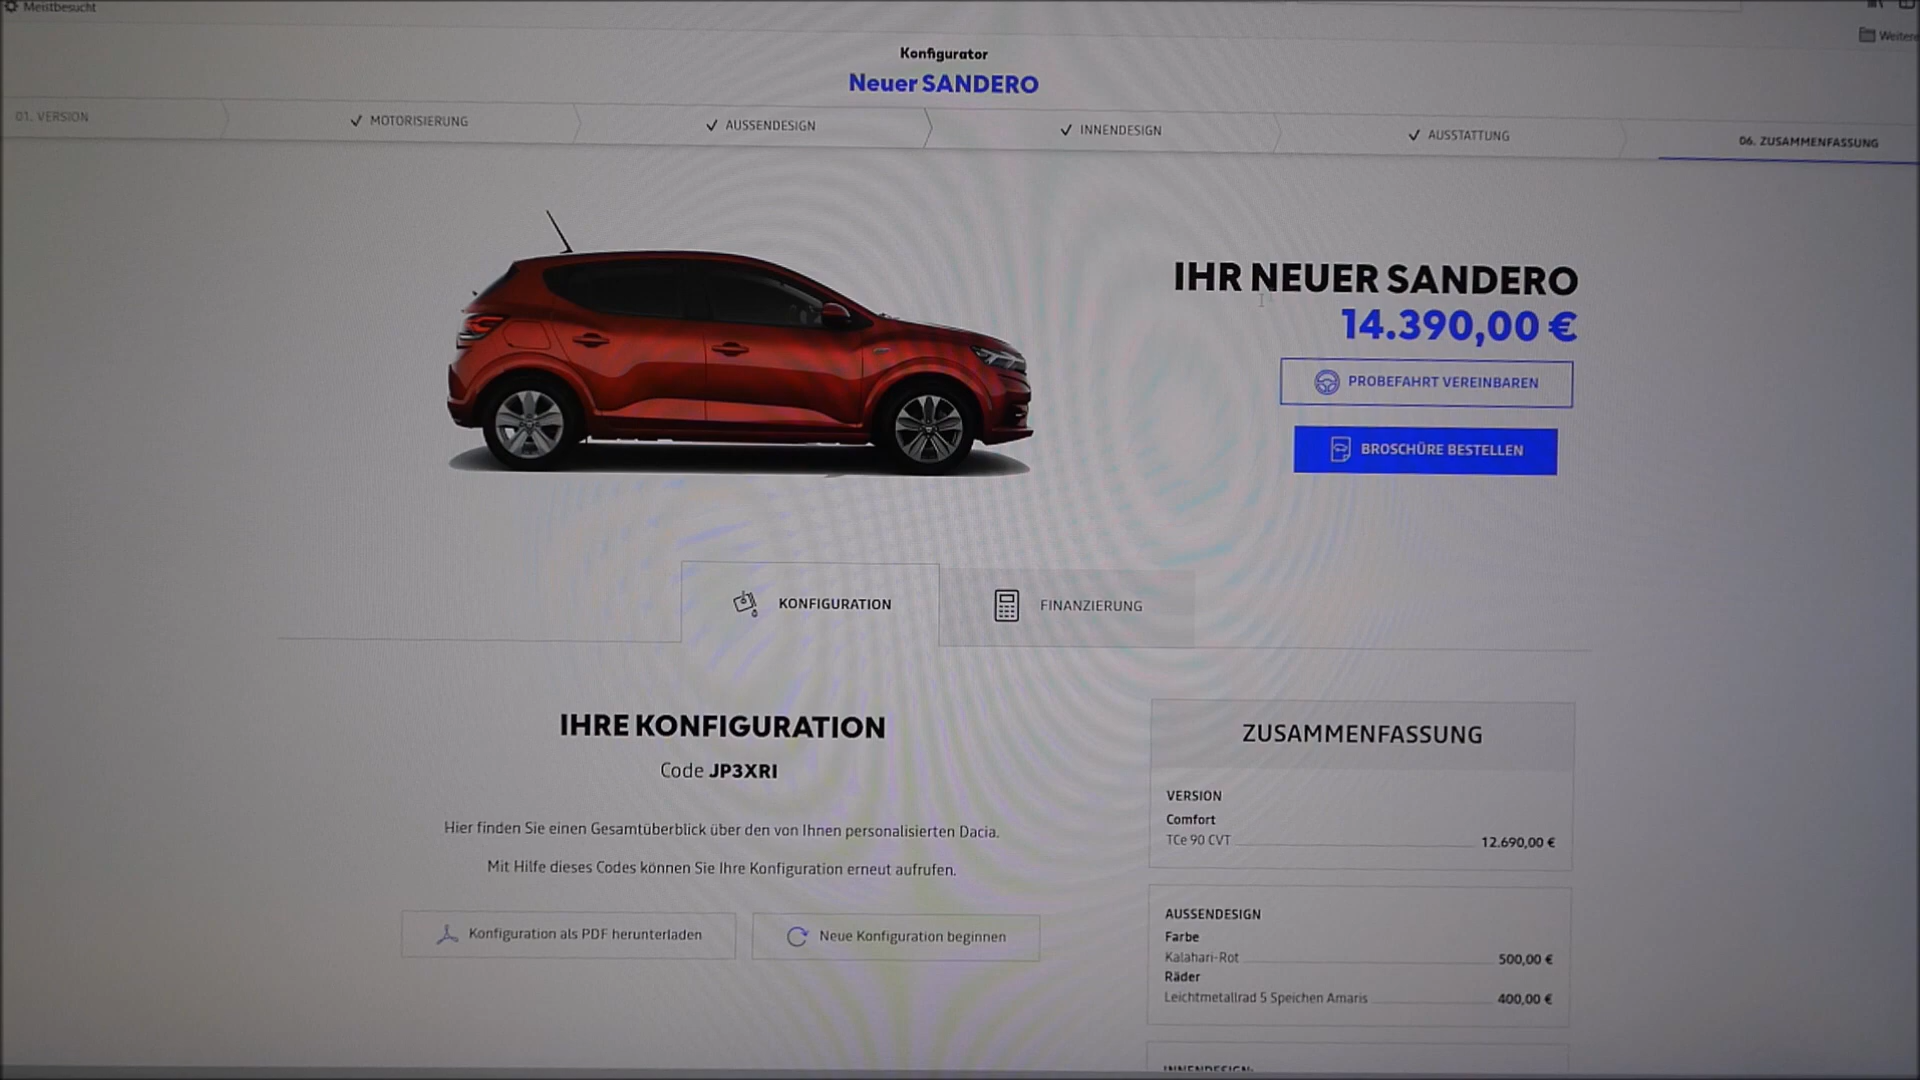 Meistbesucht
Weitere
Konfigurator
Neuer SANDERO
01. VERSION
MOTORISIERUNG
AUSSENDESIGN
INNENDESIGN
AUSSTATTUNG
06. ZUSAMMENFASSUNG
IHR NEUER SANDERO
14.390,00 €
PROBEFAHRT VEREINBAREN
BROSCHÜRE BESTELLEN
KONFIGURATION
FINANZIERUNG
IHRE KONFIGURATION
Code JP3XRI
Hier finden Sie einen Gesamtüberblick über den von Ihnen personalisierten Dacia.
Mit Hilfe dieses Codes können Sie Ihre Konfiguration erneut aufrufen.
Konfiguration als PDF herunterladen
Neue Konfiguration beginnen
ZUSAMMENFASSUNG
VERSION
Comfort
TCe 90 CVT 12.690,00 €
AUSSENDESIGN
Farbe
Kalahari-Rot 500,00 €
Räder
Leichtmetallrad 5 Speichen Amaris 400,00 €
INNENDESIGN